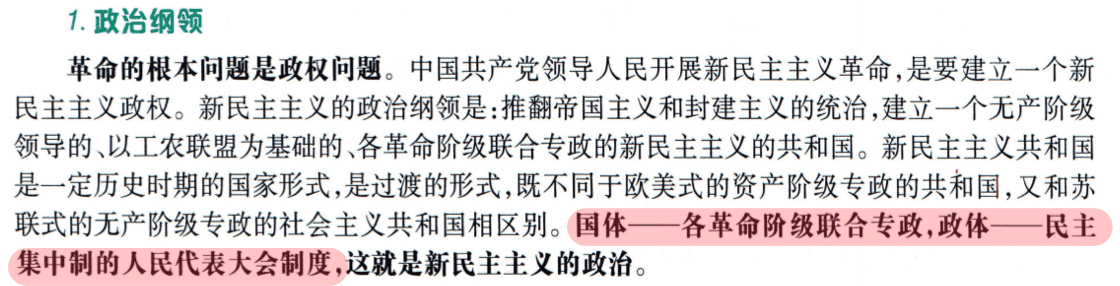 1. 政治纲领
革命的根本问题是政权问题。中国共产党领导人民开展新民主主义革命,是要建立一个新
民主主义政权。新民主主义的政治纲领是:推翻帝国主义和封建主义的统治,建立一个无产阶级
领导的、以工农联盟为基础的、各革命阶级联合专政的新民主主义的共和国。新民主主义共和国
是一定历史时期的国家形式,是过渡的形式,既不同于欧美式的资产阶级专政的共和国,又和苏
联式的无产阶级专政的社会主义共和国相区别。国体——各革命阶级联合专政,政体——民主
集中制的人民代表大会制度,这就是新民主主义的政治。